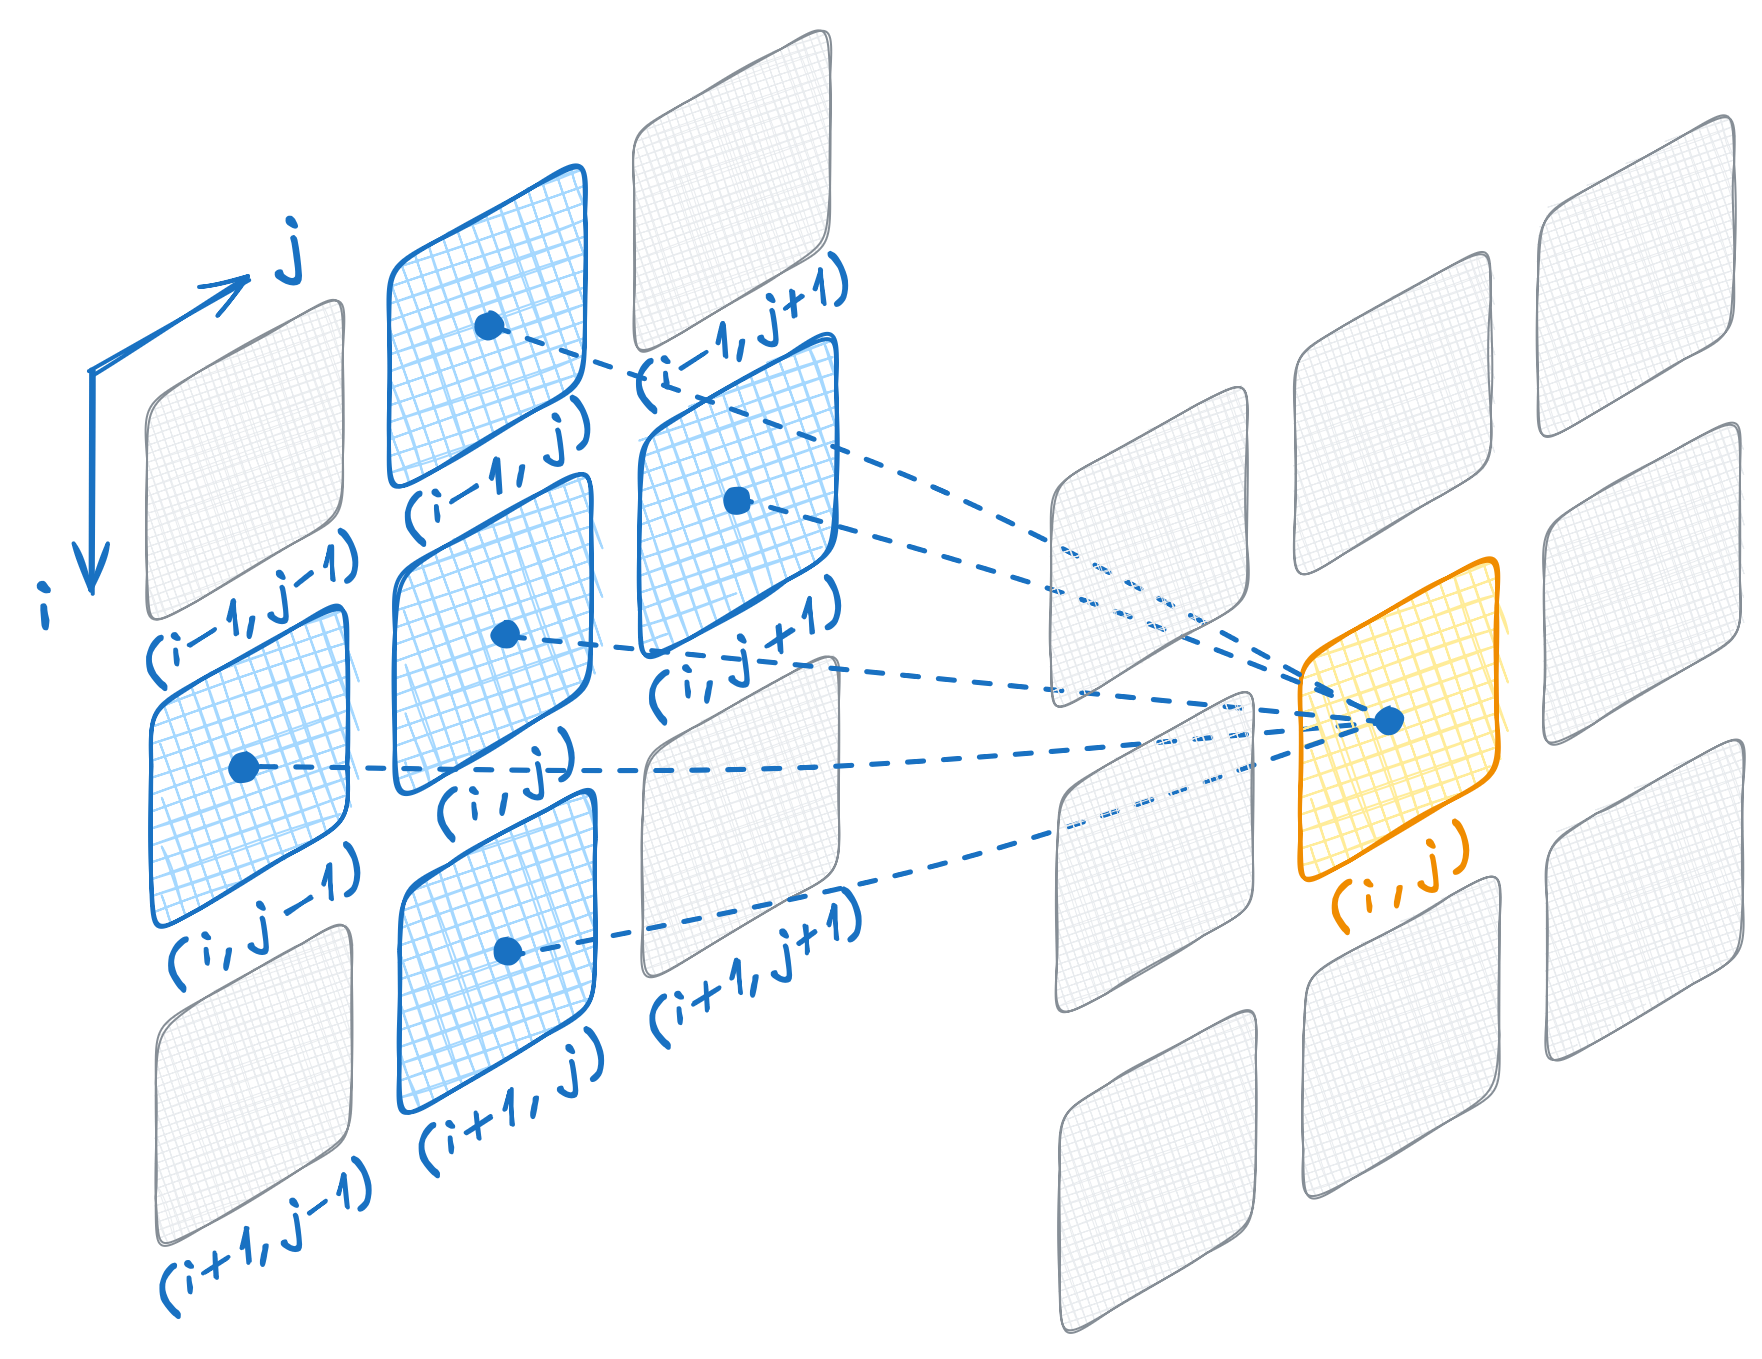 j
i
(i-1, j-1)
(i-1, j)
(i-1, j+1)
(i, j-1)
(i, j)
(i, j+1)
(i+1, j-1)
(i+1, j)
(i+1, j+1)
(i, j)